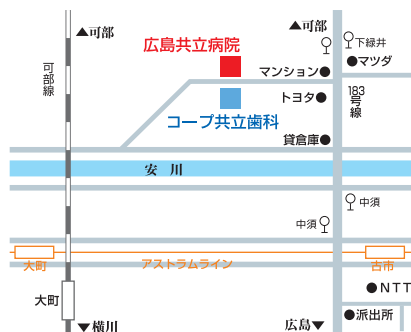 ▲可部
▲可部
広島共立病院
下緑井
マツダ
マンション
可部線
トヨタ
183号線
コープ共立歯科
貸倉庫
安 川
中須
中須
アストラムライン
大町
古市
NTT
大町
派出所
▼横川
広島▼